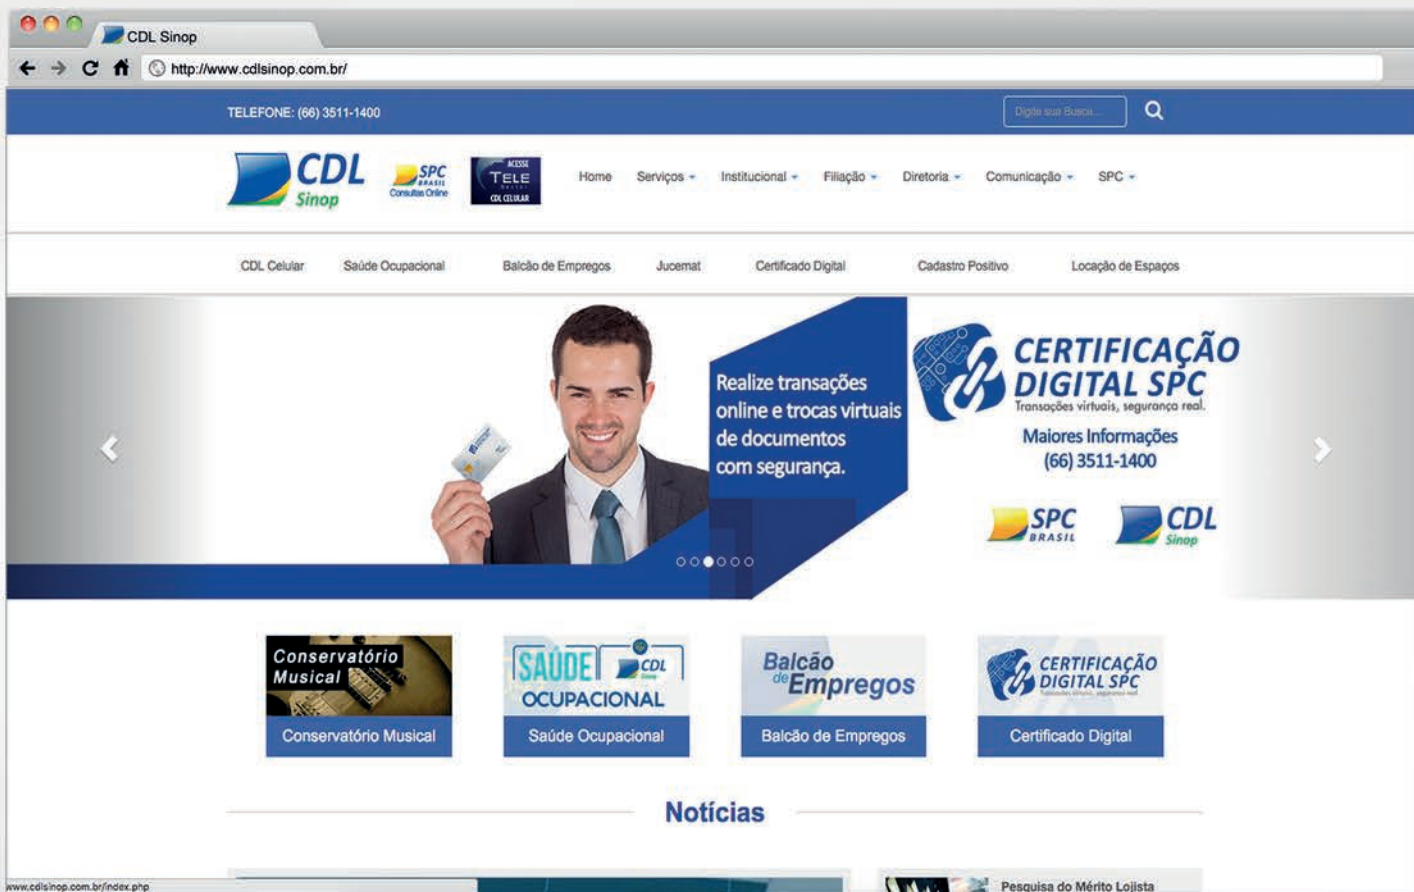 CDL Sinop
http://www.cdlsinop.com.br/
TELEFONE: (66) 3511-1400
Digite sua Busca...
CDL
Sinop
SPC
BRASIL
Consultas Online
ACESSE
TELE
CDL CELULAR
Home Serviços Institucional Filiação Diretoria Comunicação SPC
CDL Celular Saúde Ocupacional Balcão de Empregos Jucemat Certificado Digital Cadastro Positivo Locação de Espaços
Realize transações
online e trocas virtuais
de documentos
com segurança.
CERTIFICAÇÃO
DIGITAL SPC
Transações virtuais, segurança real.
Maiores Informações
(66) 3511-1400
SPC
BRASIL
CDL
Sinop
Conservatório
Musical
Conservatório Musical
SAÚDE
CDL
Sinop
OCUPACIONAL
Saúde Ocupacional
Balcão
de Empregos
Balcão de Empregos
CERTIFICAÇÃO
DIGITAL SPC
Transações virtuais, segurança real.
Certificado Digital
Notícias
Pesquisa do Mérito Lojista
www.cdlsinop.com.br/index.php